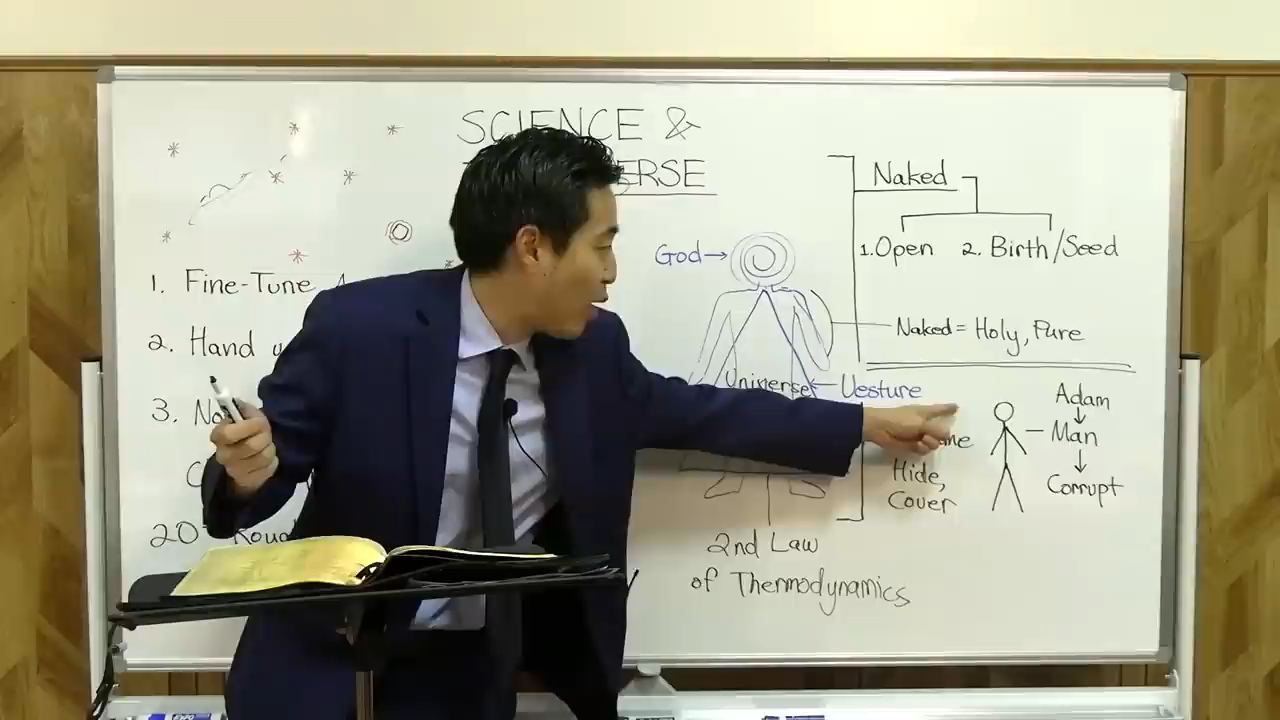 SCIENCE &
ERSE
1. Fine-Tune
2. Hand
3.
20
God→
Naked
1. Open 2. Birth/Seed
Naked = Holy, Pure
Universe ← Vesture
Hide,
Cover
Adam
↓
Man
↓
Corrupt
2nd Law
of Thermodynamics
EXPO